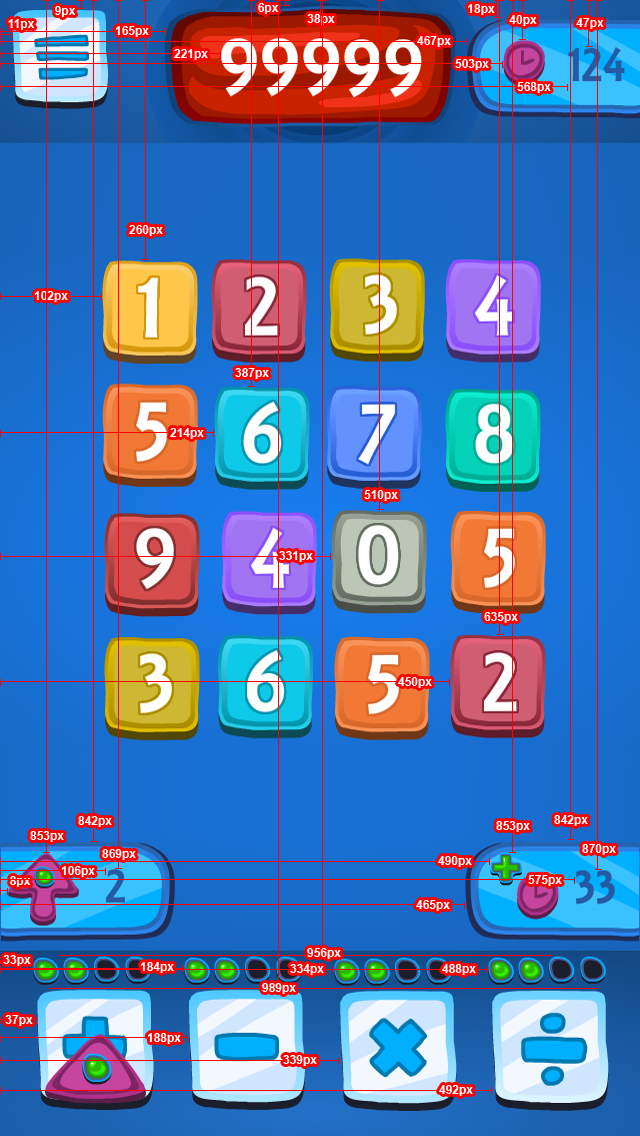 9px 6px 18px
11px 38px 40px 47px
165px 467px
221px 99999 503px 124
568px
260px
102px
1 2 3 4
387px
5 214px 6 7 8
510px
9 4 331px 0 5
635px
3 6 5 450px 2
842px 853px 842px
853px 869px 490px 870px
8px 106px 2 575px 33
465px
956px
33px 184px 334px 488px
989px
37px 188px
339px
492px